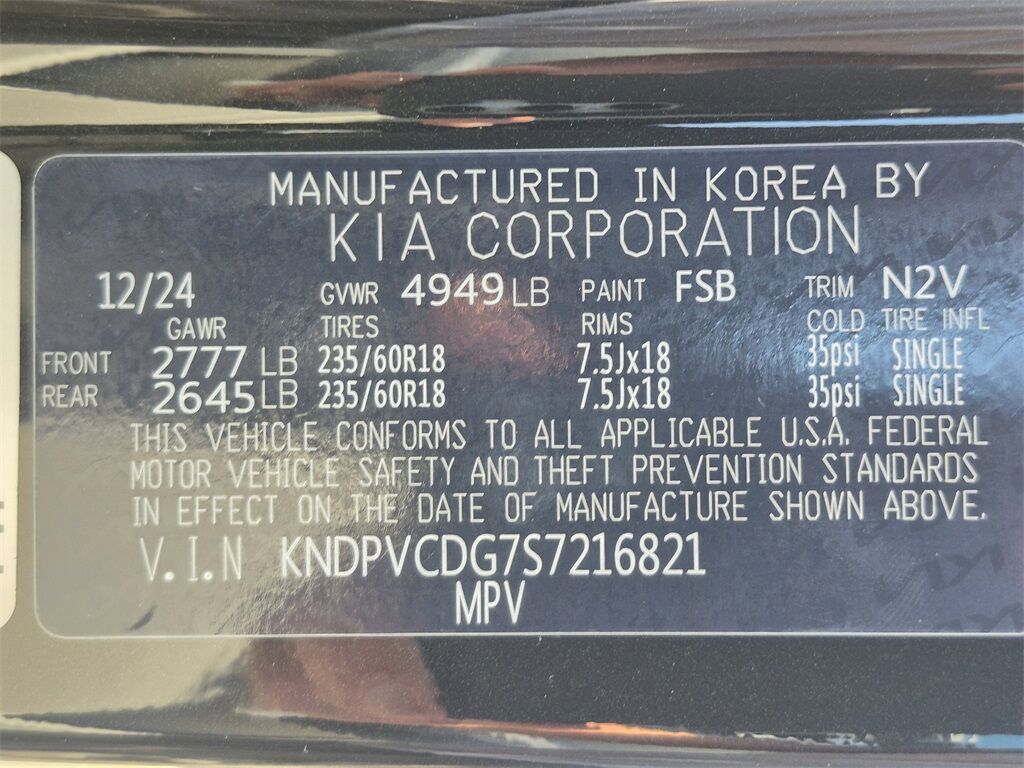 MANUFACTURED IN KOREA BY
KIA CORPORATION
12/24 GVWR 4949 LB PAINT FSB TRIM N2V
GAWR TIRES RIMS COLD TIRE INFL
FRONT 2777 LB 235/60R18 7.5Jx18 35psi SINGLE
REAR 2645 LB 235/60R18 7.5Jx18 35psi SINGLE
THIS VEHICLE CONFORMS TO ALL APPLICABLE U.S.A. FEDERAL
MOTOR VEHICLE SAFETY AND THEFT PREVENTION STANDARDS
IN EFFECT ON THE DATE OF MANUFACTURE SHOWN ABOVE.
V.I.N KNDPVCDG7S7216821
MPV